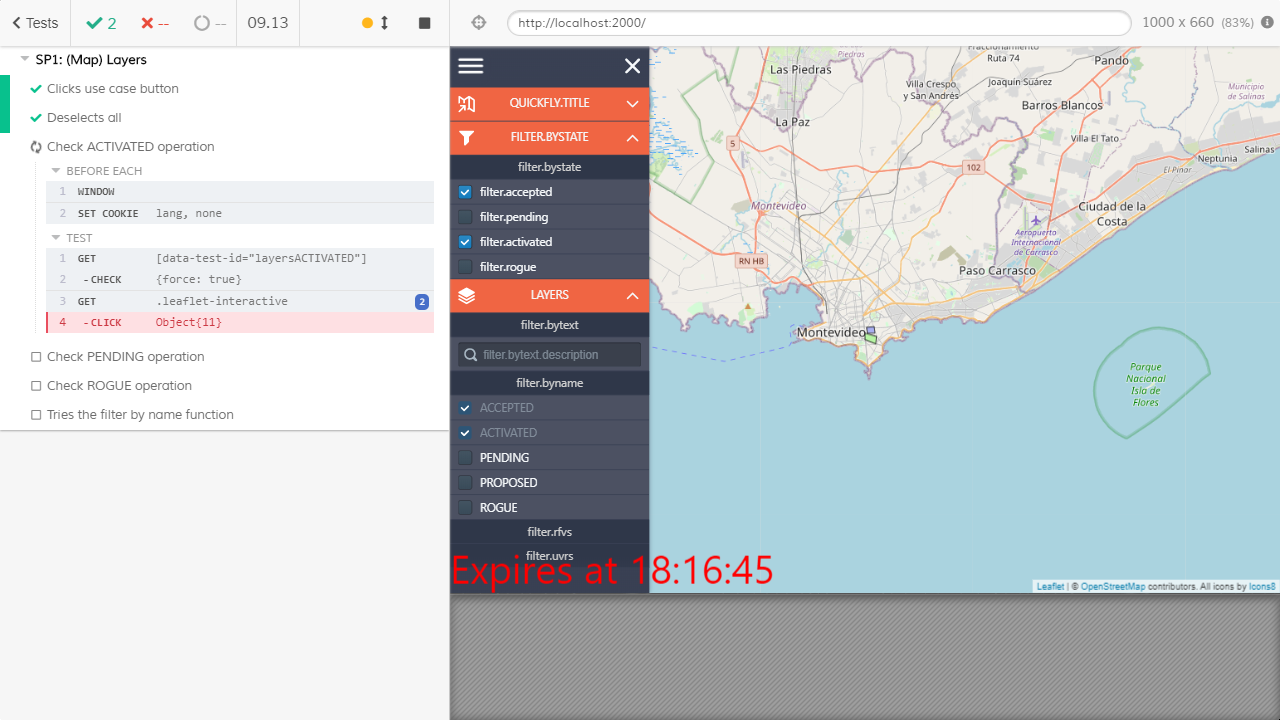 Tests
2
--
--
09.13
http://localhost:2000/
1000 x 660 (83%)
SP1: (Map) Layers
Clicks use case button
Deselects all
Check ACTIVATED operation
BEFORE EACH
1 WINDOW
2 SET COOKIE lang, none
TEST
1 GET [data-test-id="layersACTIVATED"]
- CHECK {force: true}
3 GET .leaflet-interactive 2
4 - CLICK Object{11}
Check PENDING operation
Check ROGUE operation
Tries the filter by name function
QUICKFLY.TITLE
FILTER.BYSTATE
filter.bystate
filter.accepted
filter.pending
filter.activated
filter.rogue
LAYERS
filter.bytext
filter.bytext.description
filter.byname
ACCEPTED
ACTIVATED
PENDING
PROPOSED
ROGUE
filter.rfvs
filter.uvrs
Expires at 18:16:45
Piedras
Fraccionamiento
Ruta 74
Pando
Las Piedras
Villa Crespo
y San Andrés
Joaquín Suárez
Municipio
de Salinas
Barros Blancos
La Paz
Villa El Tato
5
Salinas
Neptunia
102
El Pinar
Montevideo
Ciudad de la
Costa
Aeropuerto
Internacional
de Carrasco
RN HB
Paso Carrasco
Montevideo
Parque
Nacional
Isla de
Flores
Leaflet | © OpenStreetMap contributors. All icons by Icons8